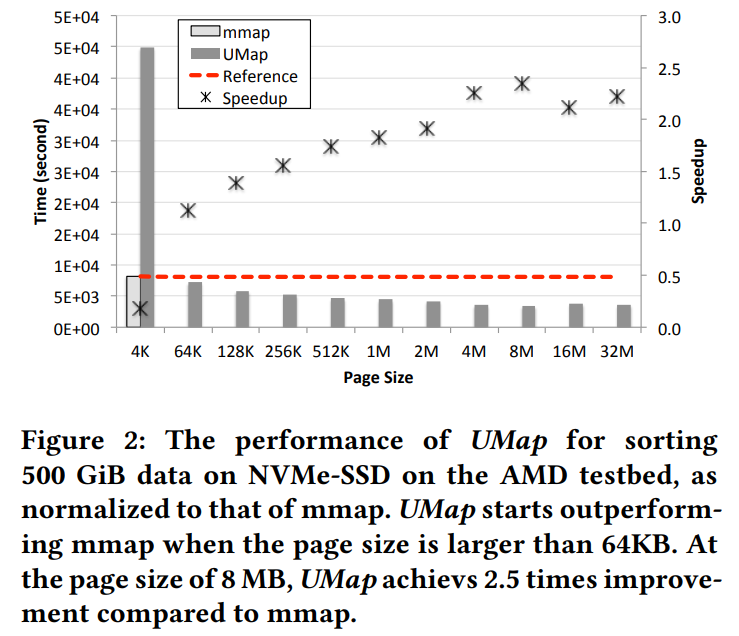 5E+04
5E+04
4E+04
4E+04
3E+04
3E+04
2E+04
2E+04
1E+04
5E+03
0E+00
Time (second)
mmap
UMap
Reference
Speedup
3.0
2.5
2.0
1.5
1.0
0.5
0.0
Speedup
4K 64K 128K 256K 512K 1M 2M 4M 8M 16M 32M
Page Size
Figure 2: The performance of UMap for sorting
500 GiB data on NVMe-SSD on the AMD testbed, as
normalized to that of mmap. UMap starts outperform-
ing mmap when the page size is larger than 64KB. At
the page size of 8 MB, UMap achievs 2.5 times improve-
ment compared to mmap.